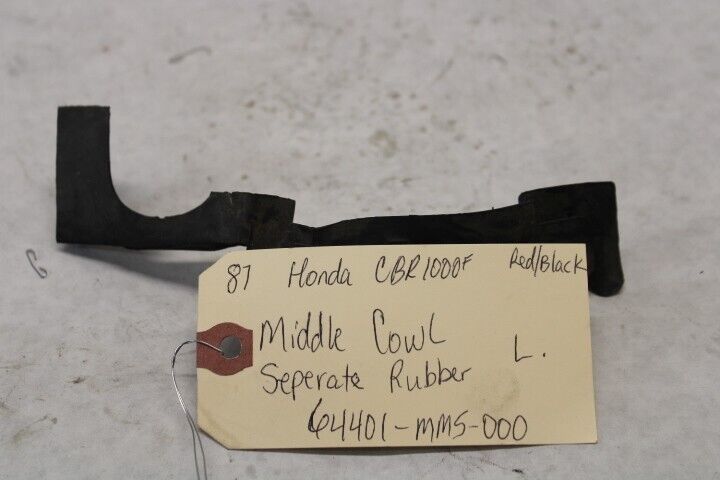 87 Honda CBR1000F Red/Black
Middle Cowl L.
Seperate Rubber
64401-MM5-000